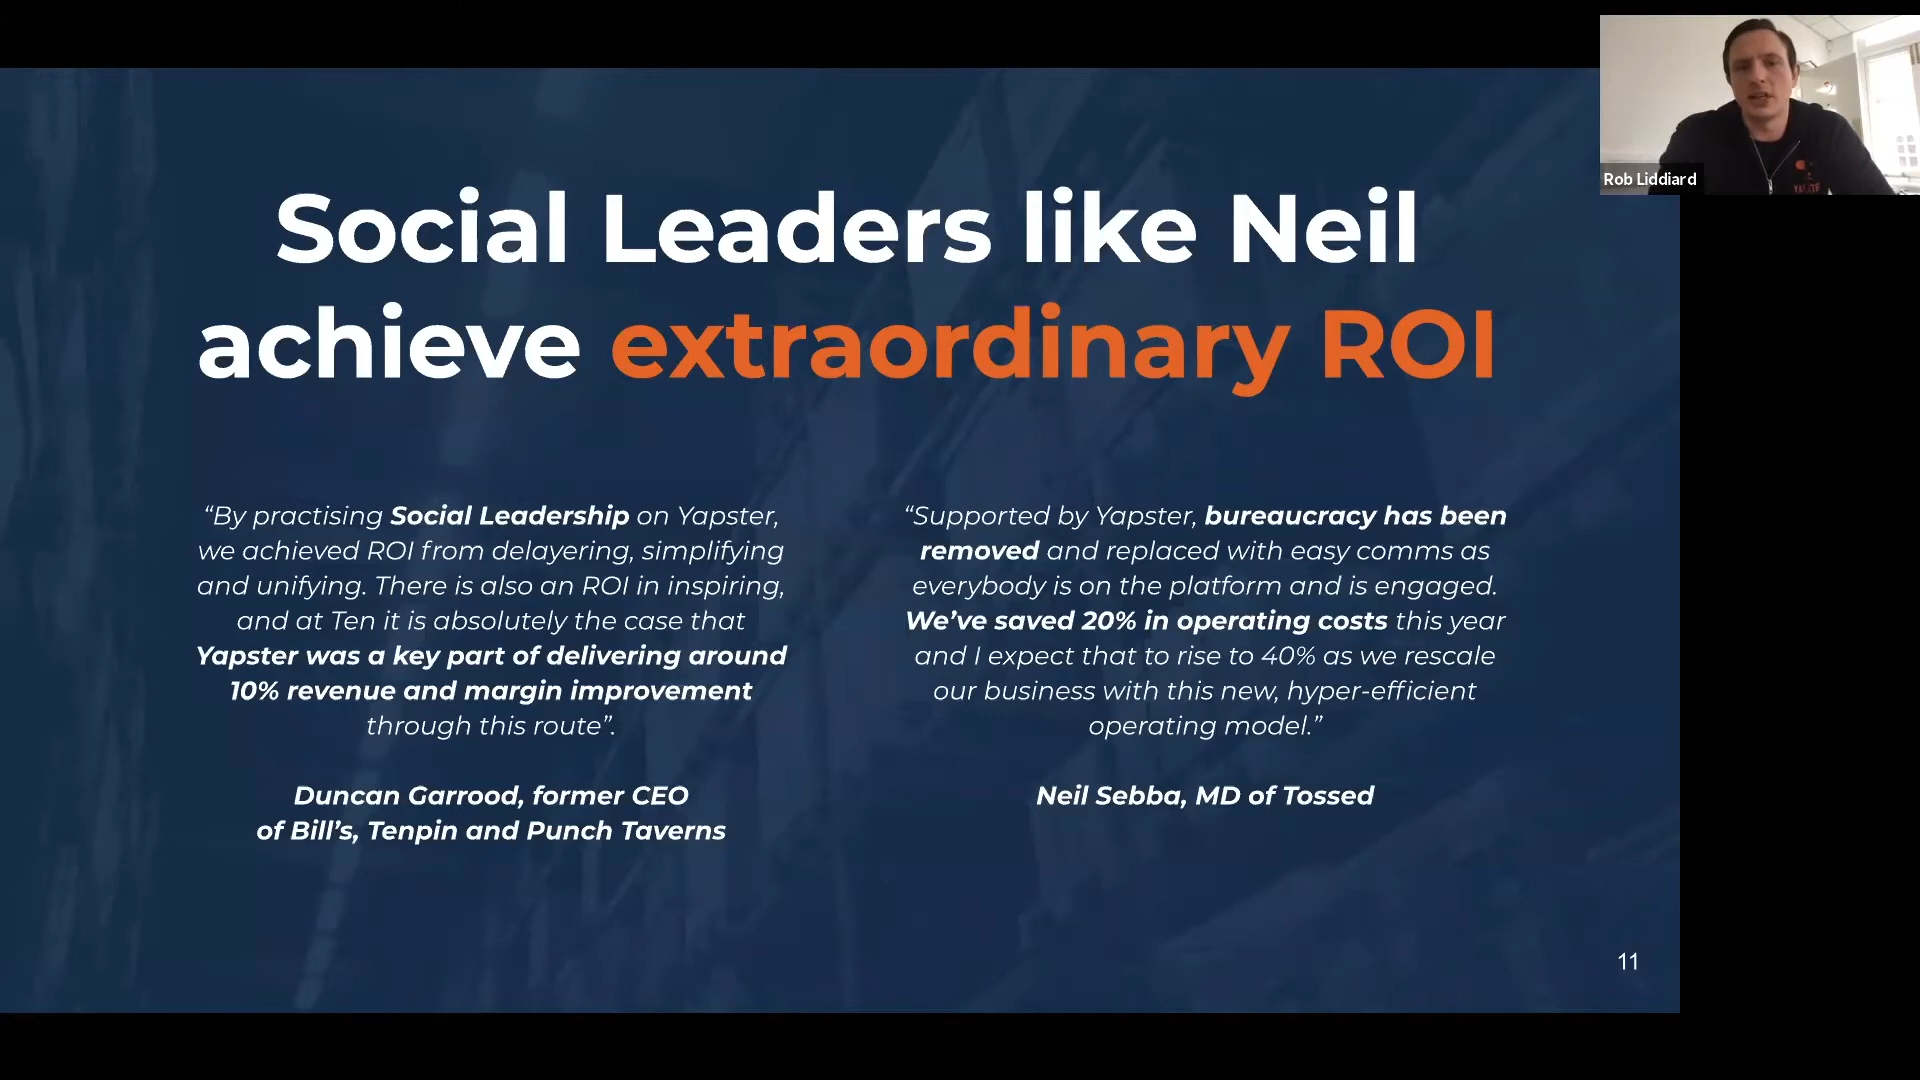 Rob Liddiard
Social Leaders like Neil
achieve extraordinary ROI
“By practising Social Leadership on Yapster,
we achieved ROI from delayering, simplifying
and unifying. There is also an ROI in inspiring,
and at Ten it is absolutely the case that
Yapster was a key part of delivering around
10% revenue and margin improvement
through this route”.
Duncan Garrood, former CEO
of Bill’s, Tenpin and Punch Taverns
“Supported by Yapster, bureaucracy has been
removed and replaced with easy comms as
everybody is on the platform and is engaged.
We’ve saved 20% in operating costs this year
and I expect that to rise to 40% as we rescale
our business with this new, hyper-efficient
operating model.”
Neil Sebba, MD of Tossed
11